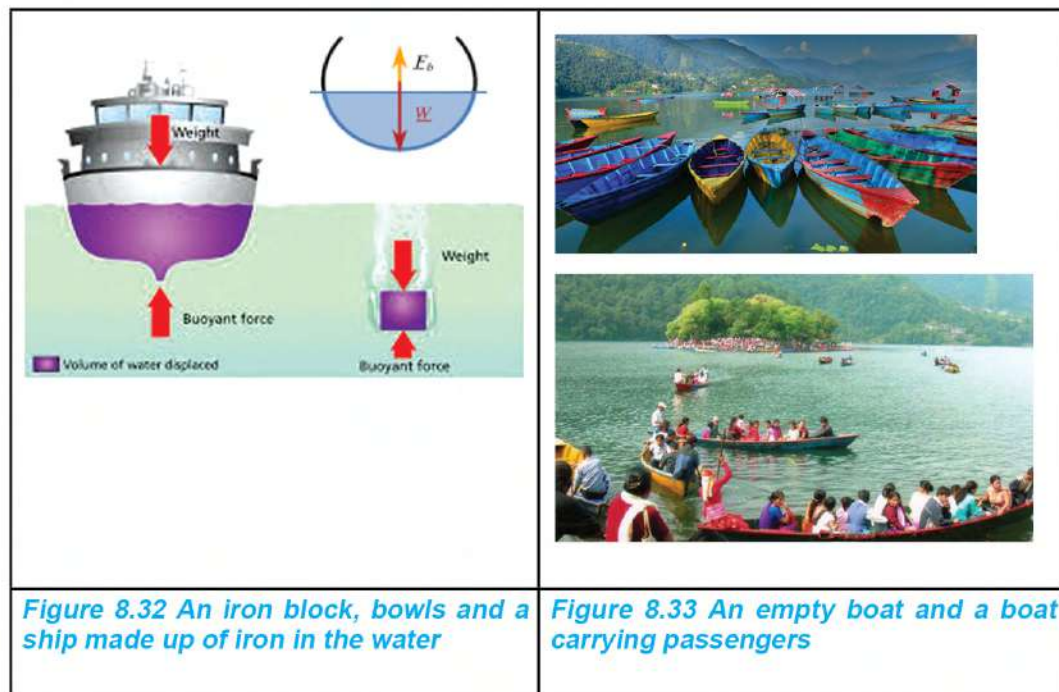 Weight
F_b
W
Weight
Buoyant force
Volume of water displaced
Buoyant force
Figure 8.32 An iron block, bowls and a
ship made up of iron in the water
Figure 8.33 An empty boat and a boat
carrying passengers